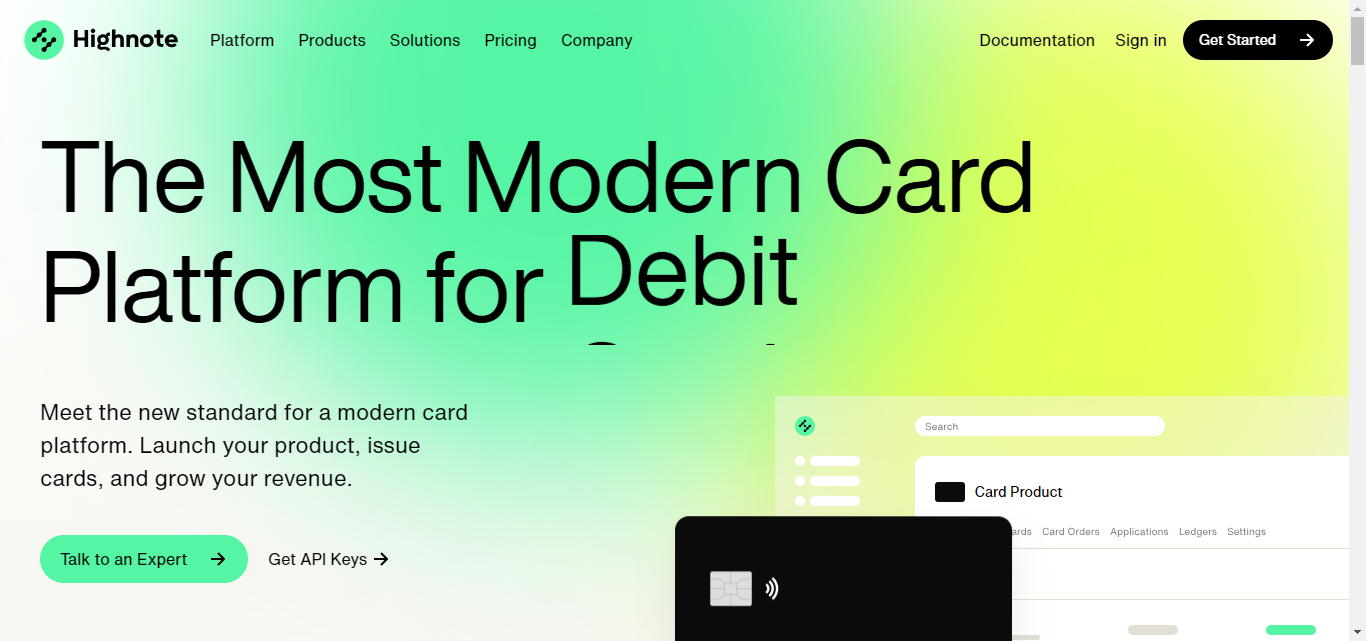 Highnote Platform Products Solutions Pricing Company Documentation Sign in Get Started
The Most Modern Card
Platform for Debit
Meet the new standard for a modern card
platform. Launch your product, issue
cards, and grow your revenue.
Talk to an Expert Get API Keys
Search
Card Product
Card Orders Applications Ledgers Settings